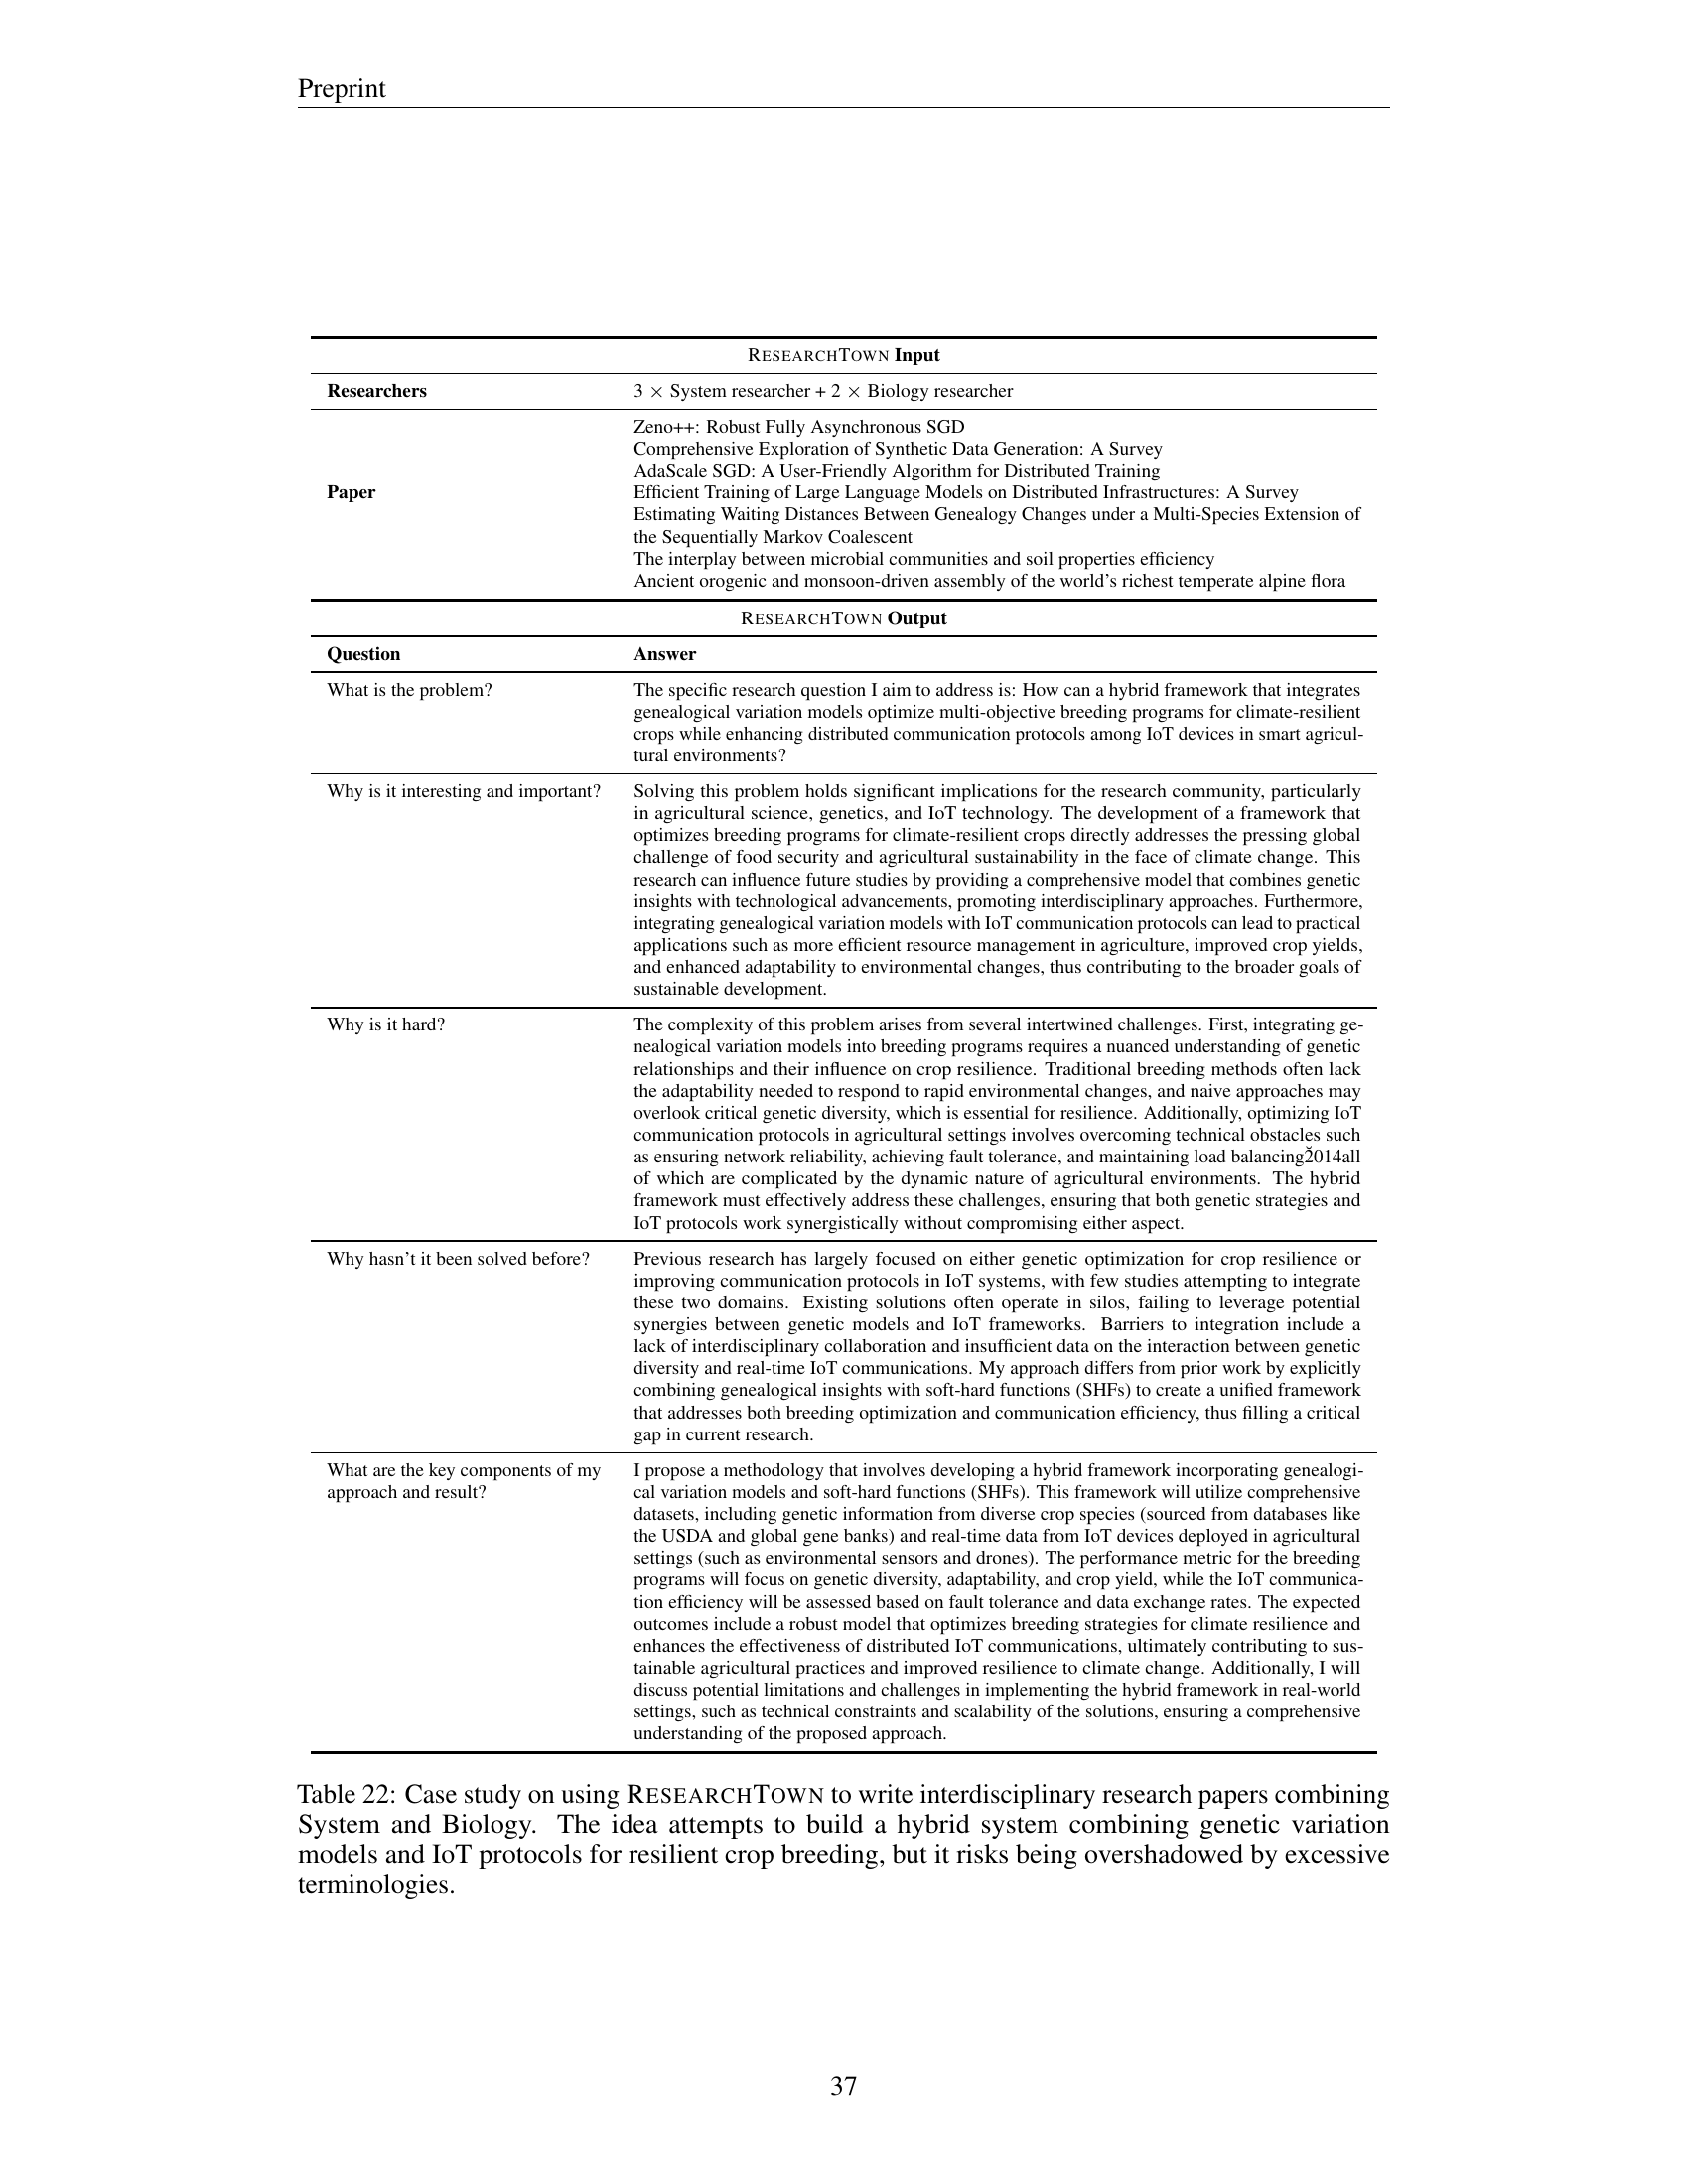 Preprint
RESEARCHTOWN Input
Researchers 3 × System researcher + 2 × Biology researcher
Zeno++: Robust Fully Asynchronous SGD
Comprehensive Exploration of Synthetic Data Generation: A Survey
AdaScale SGD: A User-Friendly Algorithm for Distributed Training
Paper Efficient Training of Large Language Models on Distributed Infrastructures: A Survey
Estimating Waiting Distances Between Genealogy Changes under a Multi-Species Extension of
the Sequentially Markov Coalescent
The interplay between microbial communities and soil properties efficiency
Ancient orogenic and monsoon-driven assembly of the world's richest temperate alpine flora
RESEARCHTOWN Output
Question Answer
What is the problem? The specific research question I aim to address is: How can a hybrid framework that integrates
genealogical variation models optimize multi-objective breeding programs for climate-resilient
crops while enhancing distributed communication protocols among IoT devices in smart agricul-
tural environments?
Why is it interesting and important? Solving this problem holds significant implications for the research community, particularly
in agricultural science, genetics, and IoT technology. The development of a framework that
optimizes breeding programs for climate-resilient crops directly addresses the pressing global
challenge of food security and agricultural sustainability in the face of climate change. This
research can influence future studies by providing a comprehensive model that combines genetic
insights with technological advancements, promoting interdisciplinary approaches. Furthermore,
integrating genealogical variation models with IoT communication protocols can lead to practical
applications such as more efficient resource management in agriculture, improved crop yields,
and enhanced adaptability to environmental changes, thus contributing to the broader goals of
sustainable development.
Why is it hard? The complexity of this problem arises from several intertwined challenges. First, integrating ge-
nealogical variation models into breeding programs requires a nuanced understanding of genetic
relationships and their influence on crop resilience. Traditional breeding methods often lack
the adaptability needed to respond to rapid environmental changes, and naive approaches may
overlook critical genetic diversity, which is essential for resilience. Additionally, optimizing IoT
communication protocols in agricultural settings involves overcoming technical obstacles such
as ensuring network reliability, achieving fault tolerance, and maintaining load balancing2̆014all
of which are complicated by the dynamic nature of agricultural environments. The hybrid
framework must effectively address these challenges, ensuring that both genetic strategies and
IoT protocols work synergistically without compromising either aspect.
Why hasn't it been solved before? Previous research has largely focused on either genetic optimization for crop resilience or
improving communication protocols in IoT systems, with few studies attempting to integrate
these two domains. Existing solutions often operate in silos, failing to leverage potential
synergies between genetic models and IoT frameworks. Barriers to integration include a
lack of interdisciplinary collaboration and insufficient data on the interaction between genetic
diversity and real-time IoT communications. My approach differs from prior work by explicitly
combining genealogical insights with soft-hard functions (SHFs) to create a unified framework
that addresses both breeding optimization and communication efficiency, thus filling a critical
gap in current research.
What are the key components of my I propose a methodology that involves developing a hybrid framework incorporating genealogi-
approach and result? cal variation models and soft-hard functions (SHFs). This framework will utilize comprehensive
datasets, including genetic information from diverse crop species (sourced from databases like
the USDA and global gene banks) and real-time data from IoT devices deployed in agricultural
settings (such as environmental sensors and drones). The performance metric for the breeding
programs will focus on genetic diversity, adaptability, and crop yield, while the IoT communica-
tion efficiency will be assessed based on fault tolerance and data exchange rates. The expected
outcomes include a robust model that optimizes breeding strategies for climate resilience and
enhances the effectiveness of distributed IoT communications, ultimately contributing to sus-
tainable agricultural practices and improved resilience to climate change. Additionally, I will
discuss potential limitations and challenges in implementing the hybrid framework in real-world
settings, such as technical constraints and scalability of the solutions, ensuring a comprehensive
understanding of the proposed approach.
Table 22: Case study on using RESEARCHTOWN to write interdisciplinary research papers combining
System and Biology. The idea attempts to build a hybrid system combining genetic variation
models and IoT protocols for resilient crop breeding, but it risks being overshadowed by excessive
terminologies.
37